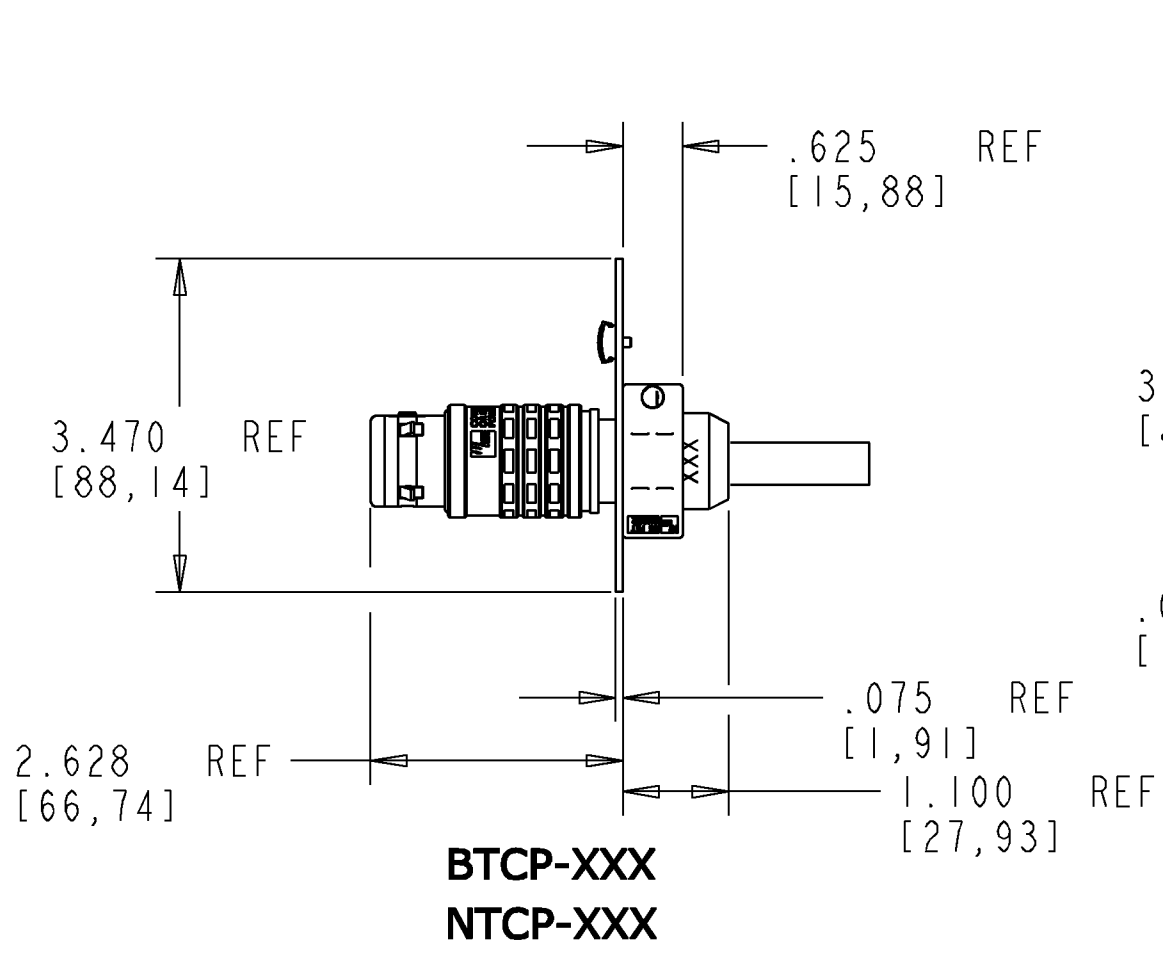 .625 REF
[15,88]
3.470 REF
[88,14]
XXX
.075 REF
[1,91]
2.628 REF
[66,74]
1.100 REF
[27,93]
BTCP-XXX
NTCP-XXX